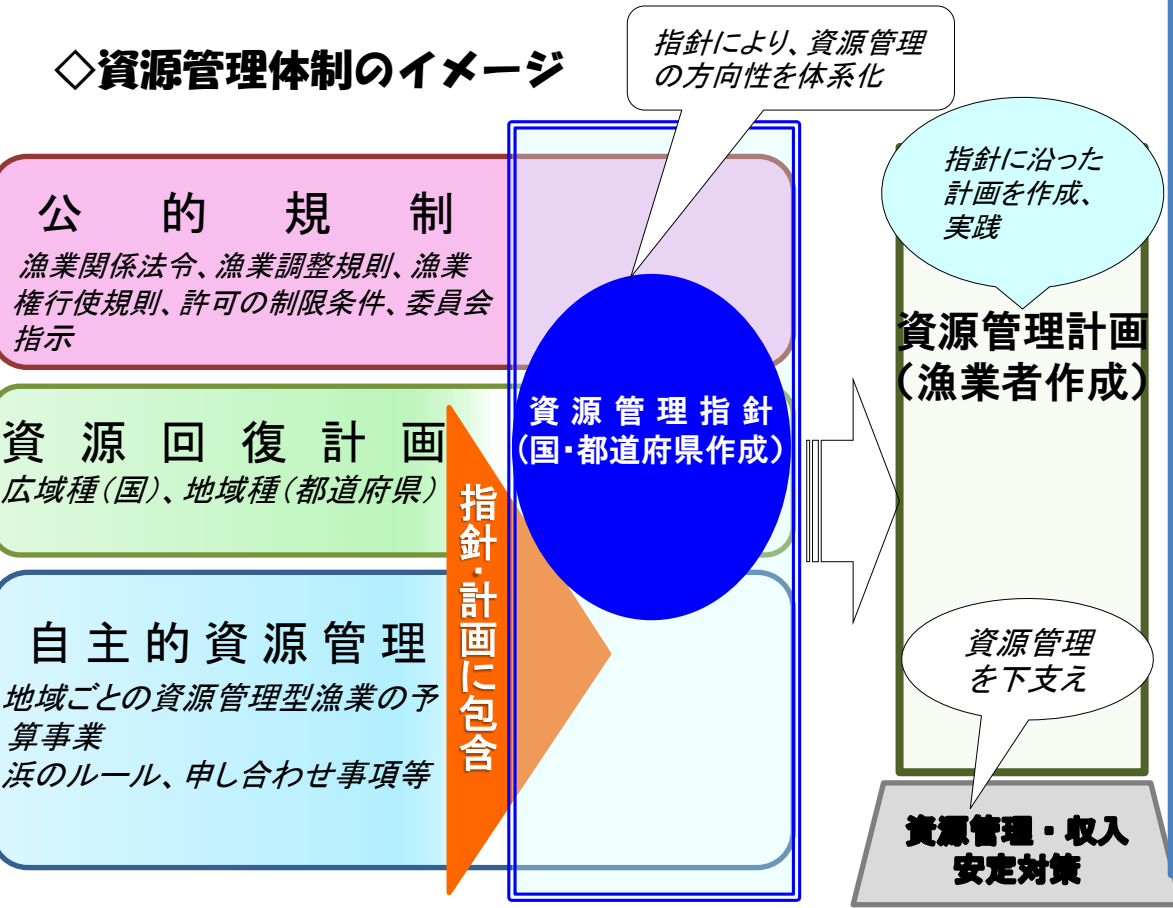 ◇資源管理体制のイメージ
指針により、資源管理
の方向性を体系化
公的規制
漁業関係法令、漁業調整規則、漁業
権行使規則、許可の制限条件、委員会
指示
資源回復計画
広域種(国)、地域種(都道府県)
自主的資源管理
地域ごとの資源管理型漁業の予
算事業
浜のルール、申し合わせ事項等
指針・計画に包含
資源管理指針
(国・都道府県作成)
指針に沿った
計画を作成、
実践
資源管理計画
(漁業者作成)
資源管理
を下支え
資源管理・収入
安定対策